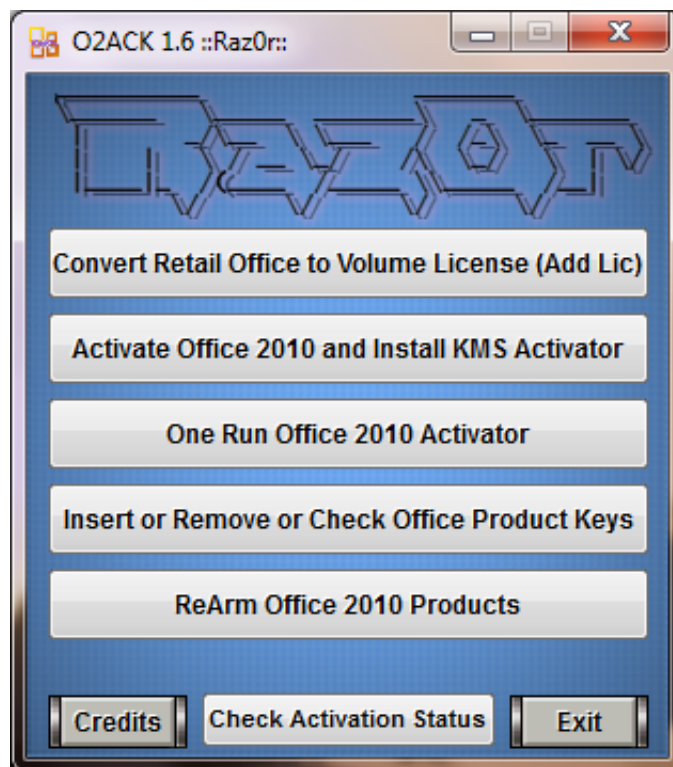 O2ACK 1.6 ::Raz0r::
Raz0r
Convert Retail Office to Volume License (Add Lic)
Activate Office 2010 and Install KMS Activator
One Run Office 2010 Activator
Insert or Remove or Check Office Product Keys
ReArm Office 2010 Products
Credits
Check Activation Status
Exit